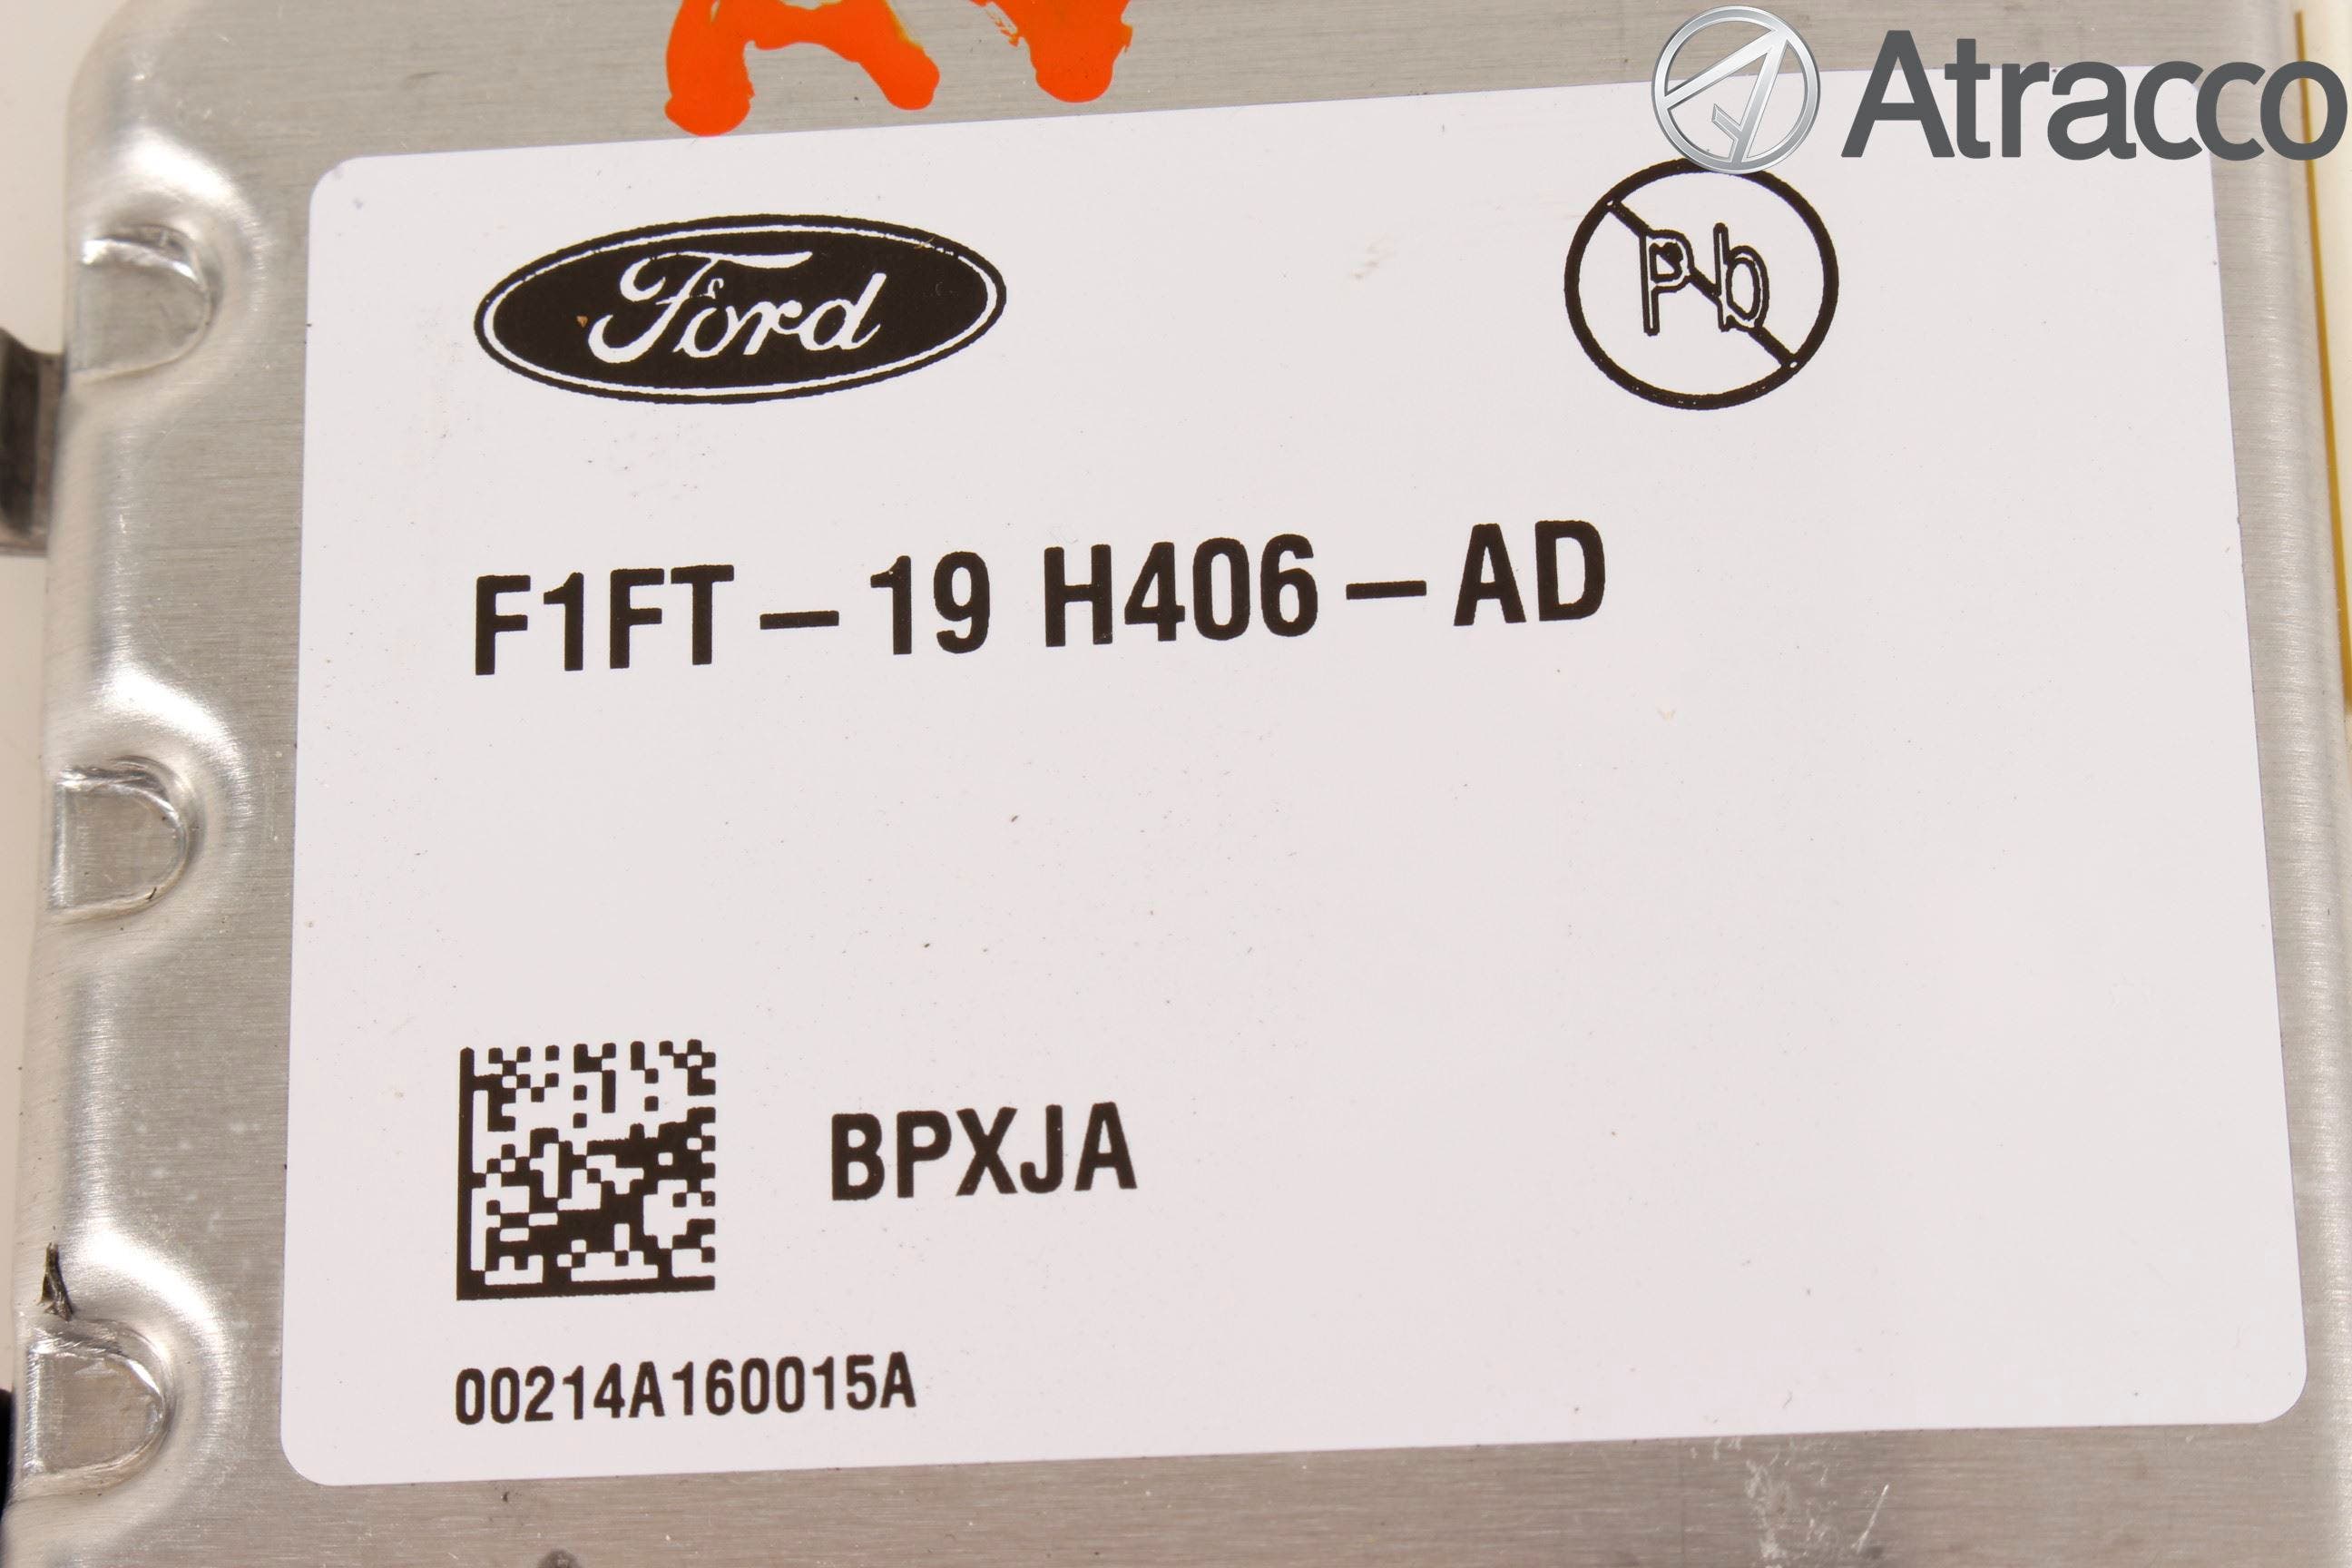 Atracco
Ford
Pb
F1FT-19 H406-AD
BPXJA
00214A160015A